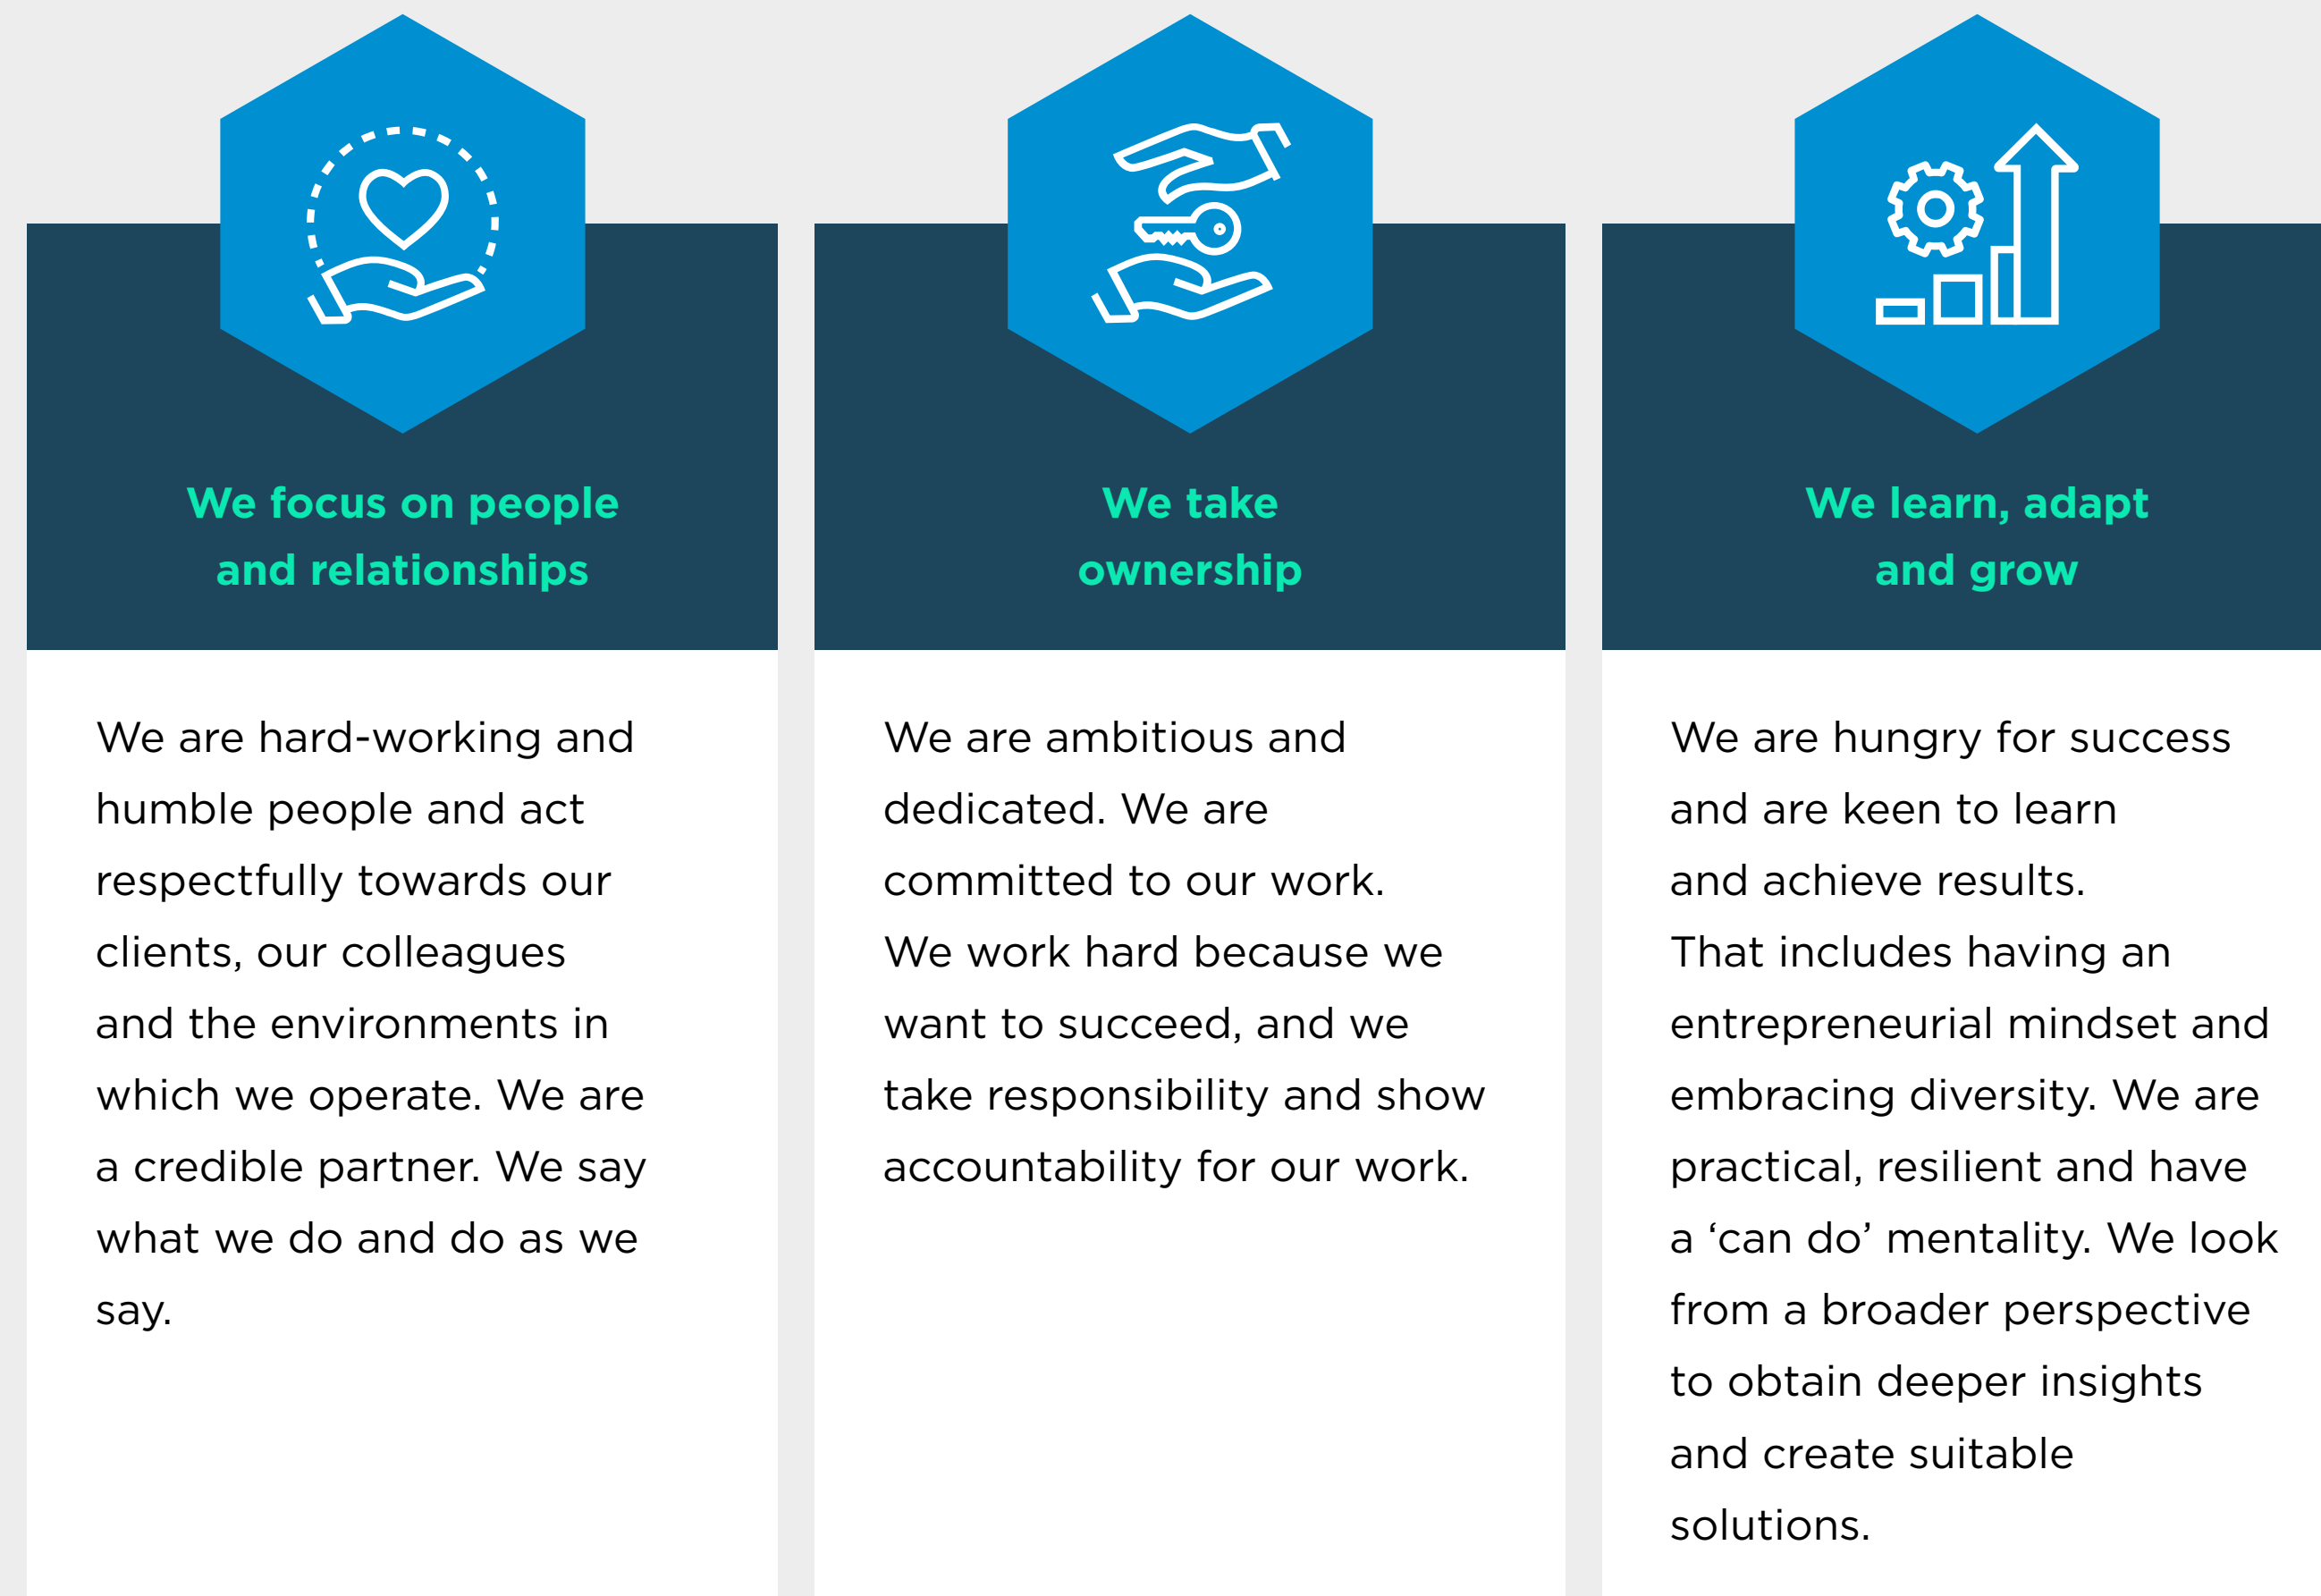 We focus on people
and relationships
We are hard-working and
humble people and act
respectfully towards our
clients, our colleagues
and the environments in
which we operate. We are
a credible partner. We say
what we do and do as we
say.
We take
ownership
We are ambitious and
dedicated. We are
committed to our work.
We work hard because we
want to succeed, and we
take responsibility and show
accountability for our work.
We learn, adapt
and grow
We are hungry for success
and are keen to learn
and achieve results.
That includes having an
entrepreneurial mindset and
embracing diversity. We are
practical, resilient and have
a ‘can do’ mentality. We look
from a broader perspective
to obtain deeper insights
and create suitable
solutions.